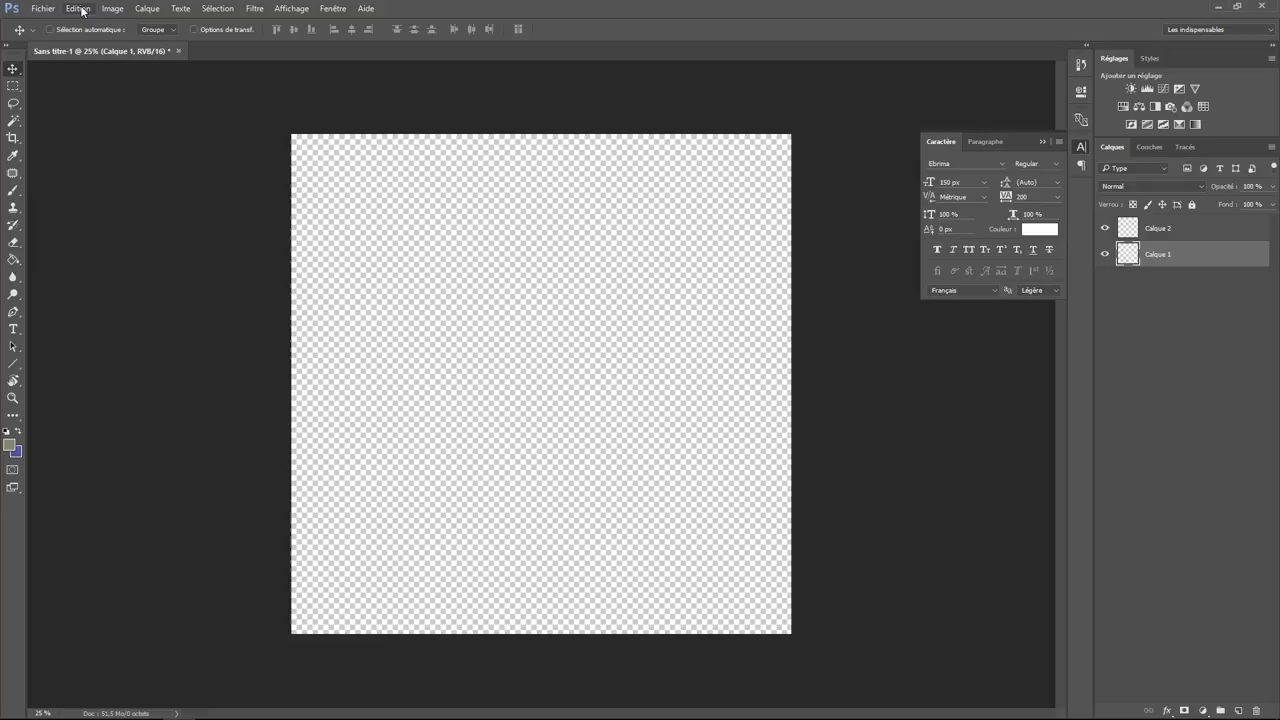 Ps Fichier Edition Image Calque Texte Sélection Filtre Affichage Fenêtre Aide
Sélection automatique : Groupe Options de transf. Les indispensables
Sans titre-1 @ 25% (Calque 1, RVB/16) *
Réglages Styles
Ajouter un réglage
Caractère Paragraphe
Calques Couches Tracés
Ebrima Regular
Type
150 px (Auto)
Normal Opacité : 100 %
Métrique 200
Verrou : Fond : 100 %
100 % 100 %
0 px Couleur :
Calque 2
Calque 1
Français Légère
25 % Doc : 51,5 Mo/0 octets